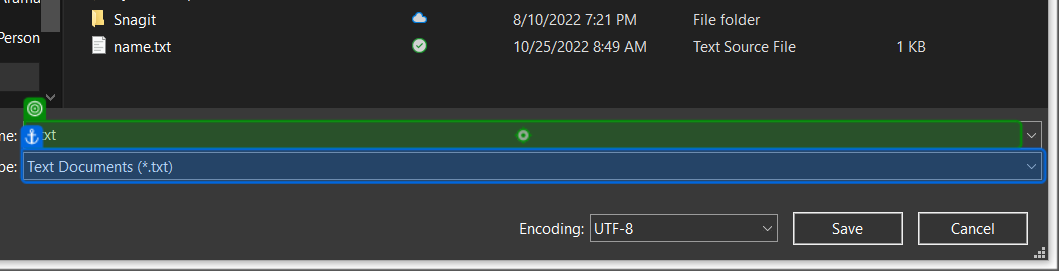 Snagit 8/10/2022 7:21 PM File folder
Person
name.txt 10/25/2022 8:49 AM Text Source File 1 KB
me: txt
pe: Text Documents (*.txt)
Encoding: UTF-8 Save Cancel